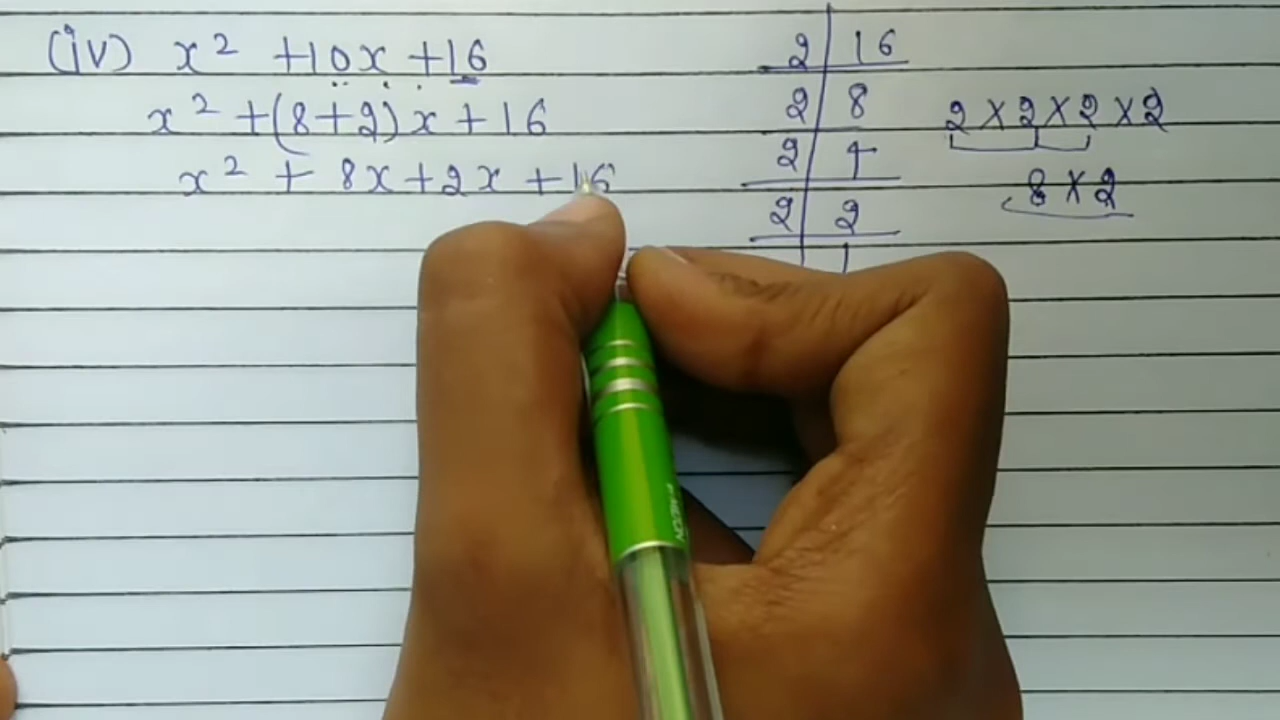 (iv) x² +10x +16
x² +(8+2)x +16
x² + 8x+2x +16
2 | 16
2 | 8
2 | 4
2 | 2
| 1
2 × 2 × 2 × 2
8 × 2